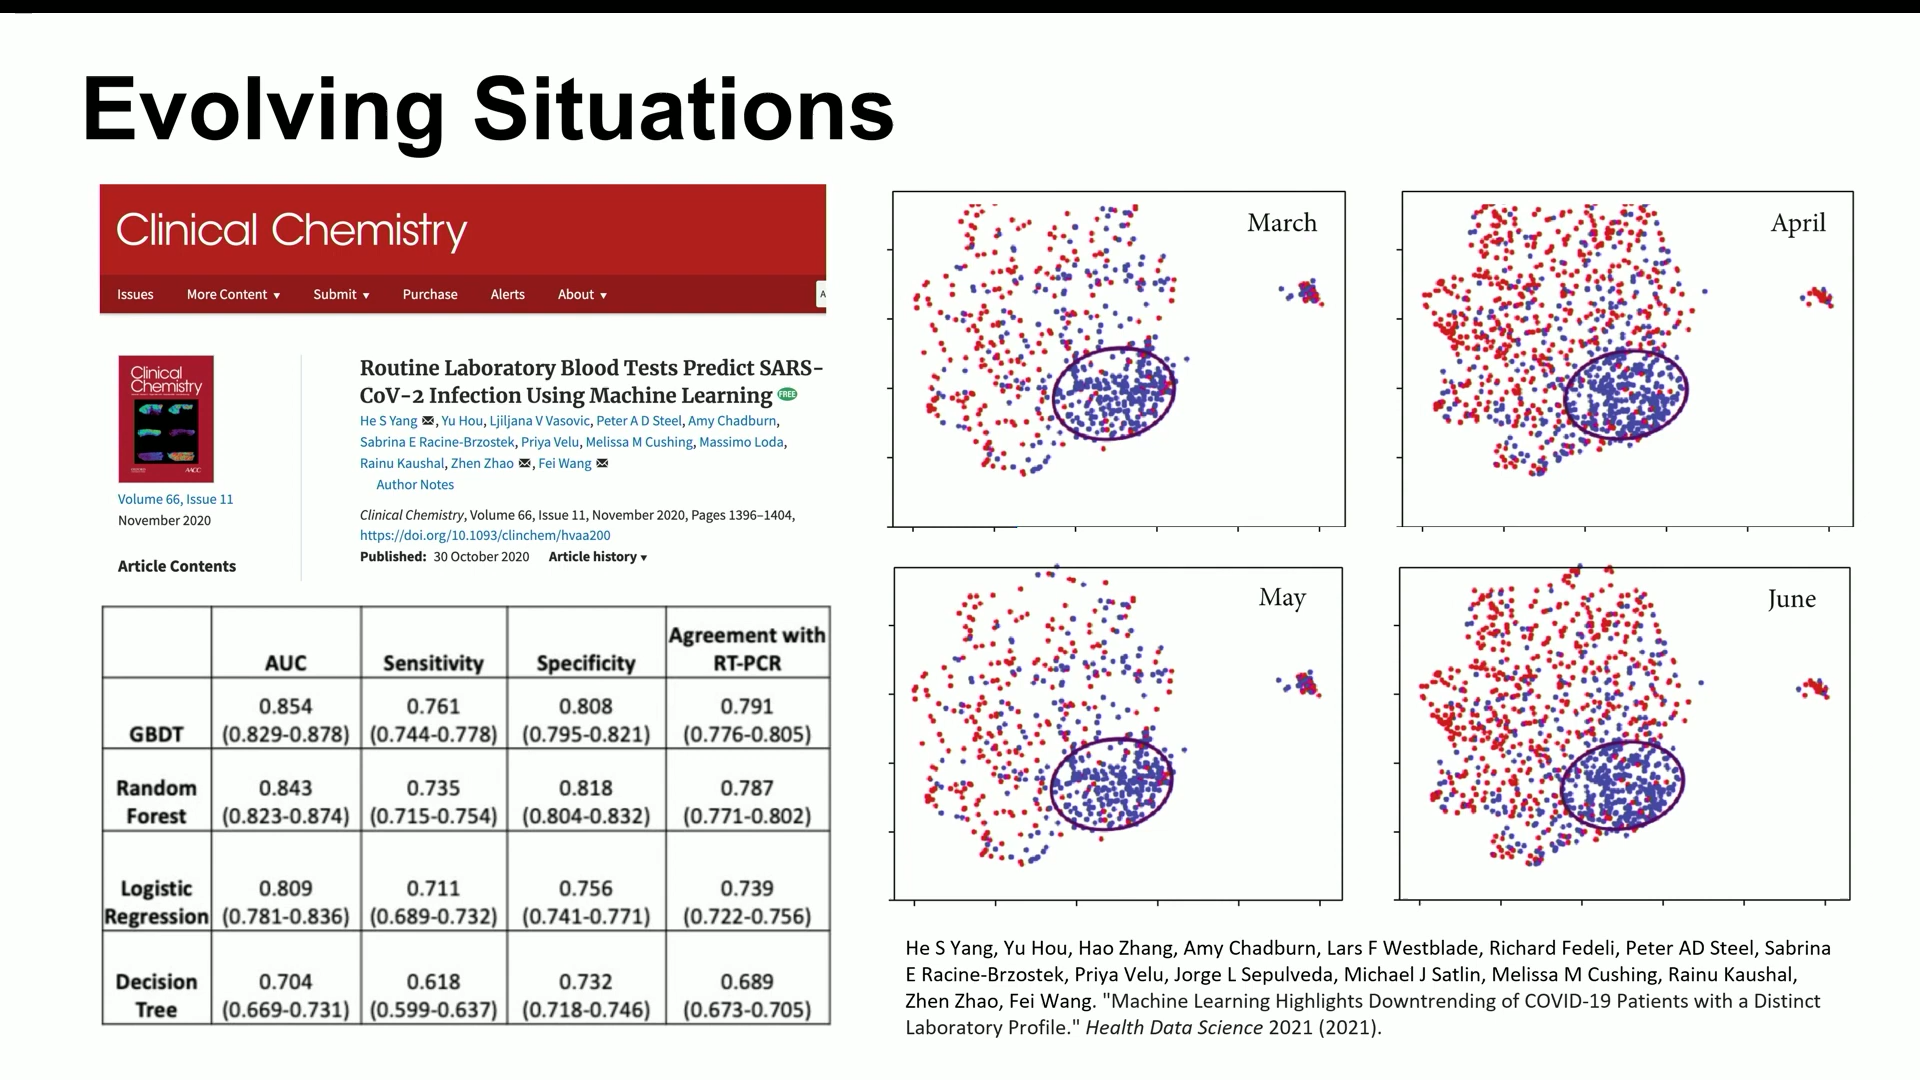 Evolving Situations
Clinical Chemistry
Issues More Content ▾ Submit ▾ Purchase Alerts About ▾ A
Clinical
Chemistry
AACC
Volume 66, Issue 11
November 2020
Article Contents
Routine Laboratory Blood Tests Predict SARS-
CoV-2 Infection Using Machine Learning FREE
He S Yang ✉, Yu Hou, Ljiljana V Vasovic, Peter A D Steel, Amy Chadburn,
Sabrina E Racine-Brzostek, Priya Velu, Melissa M Cushing, Massimo Loda,
Rainu Kaushal, Zhen Zhao ✉, Fei Wang ✉
Author Notes
Clinical Chemistry, Volume 66, Issue 11, November 2020, Pages 1396–1404,
https://doi.org/10.1093/clinchem/hvaa200
Published: 30 October 2020 Article history ▾
AUC Sensitivity Specificity Agreement with RT-PCR
GBDT 0.854 (0.829-0.878) 0.761 (0.744-0.778) 0.808 (0.795-0.821) 0.791 (0.776-0.805)
Random Forest 0.843 (0.823-0.874) 0.735 (0.715-0.754) 0.818 (0.804-0.832) 0.787 (0.771-0.802)
Logistic Regression 0.809 (0.781-0.836) 0.711 (0.689-0.732) 0.756 (0.741-0.771) 0.739 (0.722-0.756)
Decision Tree 0.704 (0.669-0.731) 0.618 (0.599-0.637) 0.732 (0.718-0.746) 0.689 (0.673-0.705)
March
April
May
June
He S Yang, Yu Hou, Hao Zhang, Amy Chadburn, Lars F Westblade, Richard Fedeli, Peter AD Steel, Sabrina
E Racine-Brzostek, Priya Velu, Jorge L Sepulveda, Michael J Satlin, Melissa M Cushing, Rainu Kaushal,
Zhen Zhao, Fei Wang. "Machine Learning Highlights Downtrending of COVID-19 Patients with a Distinct
Laboratory Profile." Health Data Science 2021 (2021).